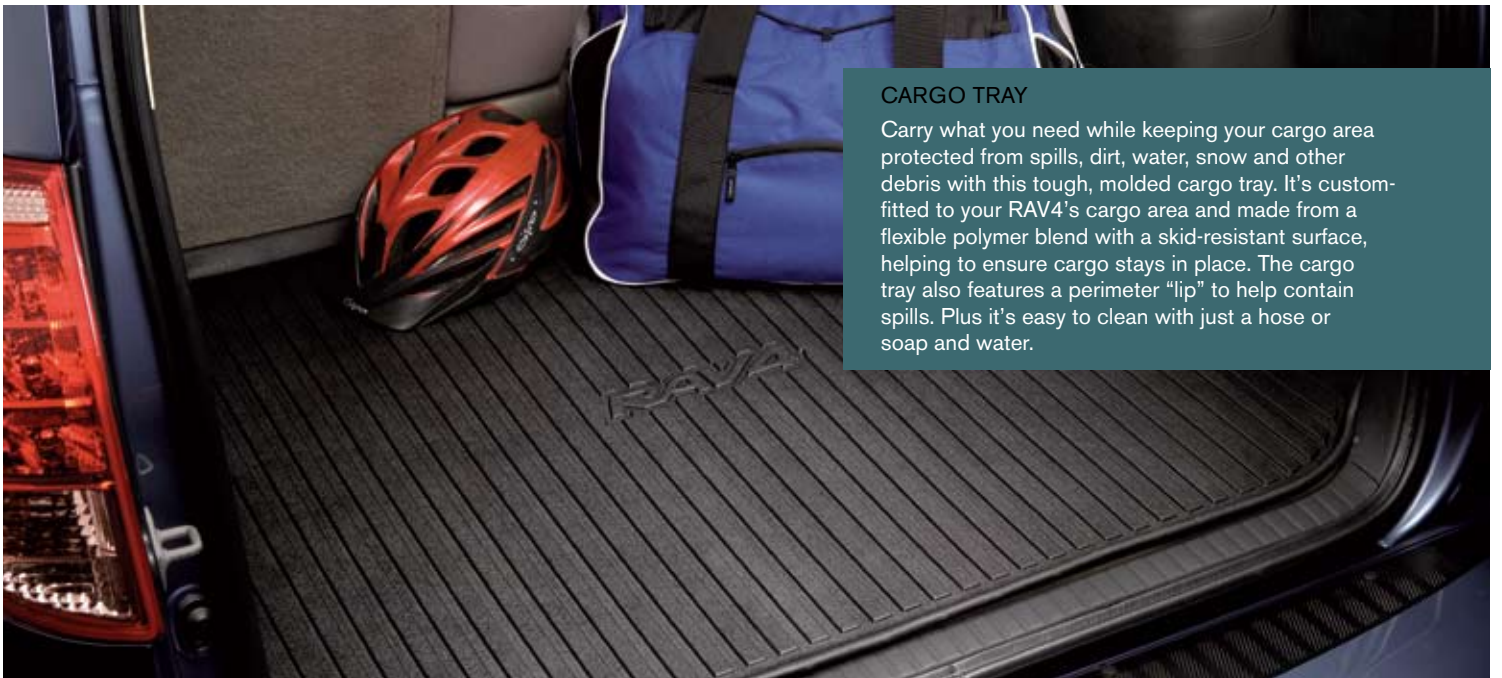 CARGO TRAY
Carry what you need while keeping your cargo area
protected from spills, dirt, water, snow and other
debris with this tough, molded cargo tray. It’s custom-
fitted to your RAV4’s cargo area and made from a
flexible polymer blend with a skid-resistant surface,
helping to ensure cargo stays in place. The cargo
tray also features a perimeter “lip” to help contain
spills. Plus it’s easy to clean with just a hose or
soap and water.
RAV4